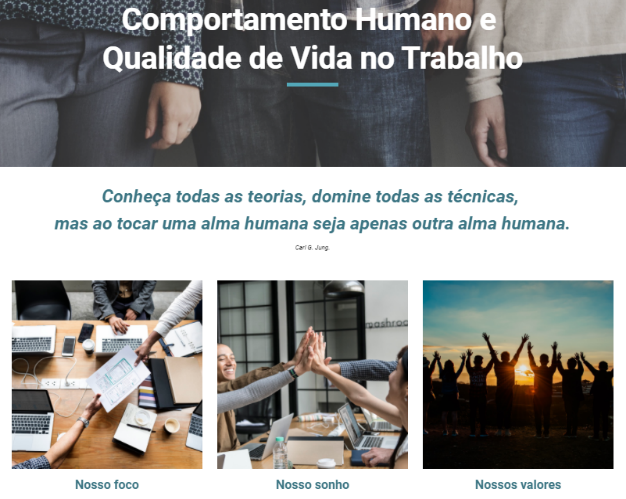 Comportamento Humano e
Qualidade de Vida no Trabalho
Conheça todas as teorias, domine todas as técnicas,
mas ao tocar uma alma humana seja apenas outra alma humana.
Carl G. Jung.
Nosso foco
Nosso sonho
Nossos valores